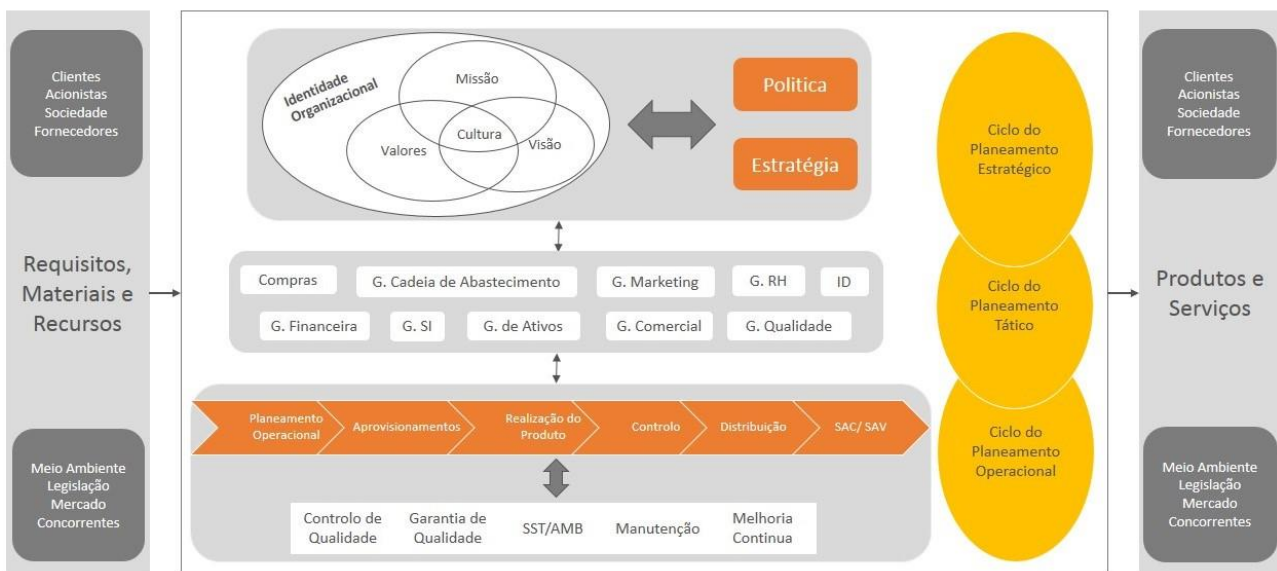 Clientes
Acionistas
Sociedade
Fornecedores
Requisitos,
Materiais e
Recursos
Meio Ambiente
Legislação
Mercado
Concorrentes
Identidade
Organizacional
Missão
Cultura
Valores
Visão
Politica
Estratégia
Compras
G. Cadeia de Abastecimento
G. Marketing
G. RH
ID
G. Financeira
G. SI
G. de Ativos
G. Comercial
G. Qualidade
Planeamento
Operacional
Aprovisionamentos
Realização do
Produto
Controlo
Distribuição
SAC/ SAV
Controlo de
Qualidade
Garantia de
Qualidade
SST/AMB
Manutenção
Melhoria
Continua
Ciclo do
Planeamento
Estratégico
Ciclo do
Planeamento
Tático
Ciclo do
Planeamento
Operacional
Clientes
Acionistas
Sociedade
Fornecedores
Produtos e
Serviços
Meio Ambiente
Legislação
Mercado
Concorrentes